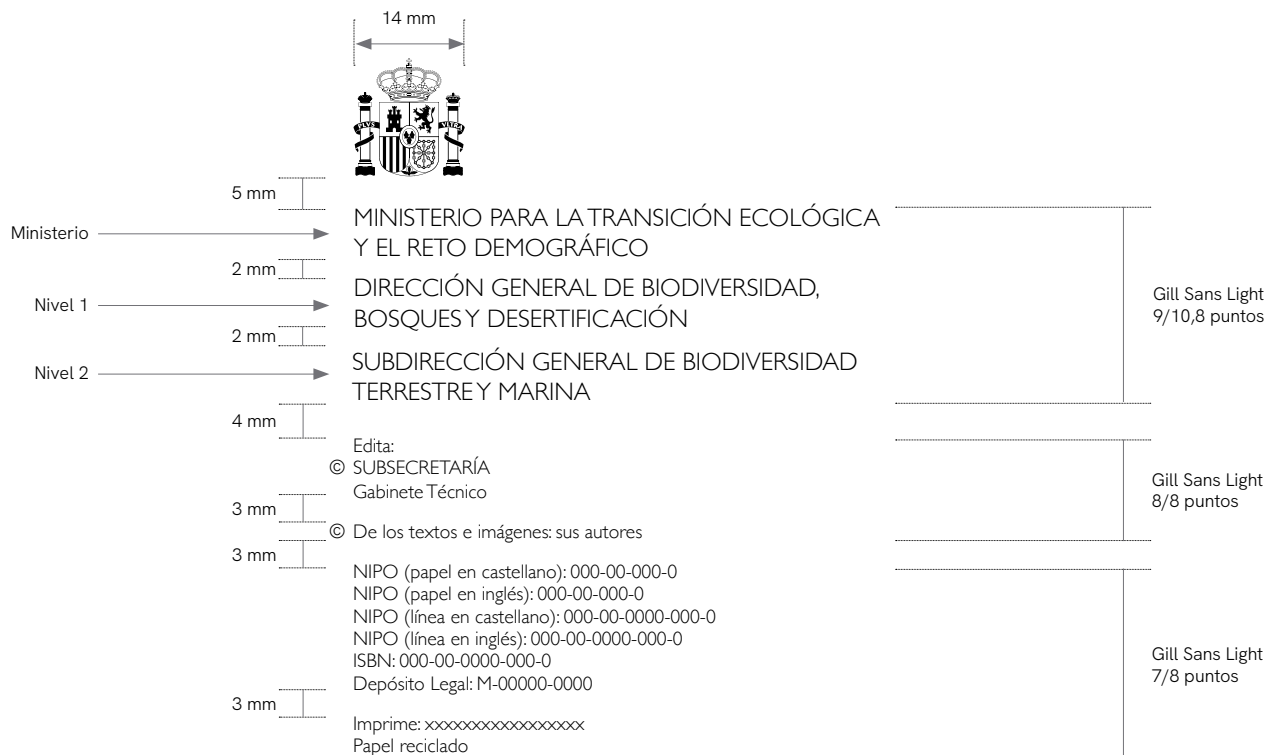 14 mm
PLVS VLTRA
5 mm
Ministerio
MINISTERIO PARA LA TRANSICIÓN ECOLÓGICA
Y EL RETO DEMOGRÁFICO
2 mm
Nivel 1
DIRECCIÓN GENERAL DE BIODIVERSIDAD,
BOSQUES Y DESERTIFICACIÓN
Gill Sans Light
9/10,8 puntos
2 mm
Nivel 2
SUBDIRECCIÓN GENERAL DE BIODIVERSIDAD
TERRESTRE Y MARINA
4 mm
Edita:
© SUBSECRETARÍA
Gabinete Técnico
Gill Sans Light
8/8 puntos
3 mm
© De los textos e imágenes: sus autores
3 mm
NIPO (papel en castellano): 000-00-000-0
NIPO (papel en inglés): 000-00-000-0
NIPO (línea en castellano): 000-00-0000-000-0
NIPO (línea en inglés): 000-00-0000-000-0
ISBN: 000-00-0000-000-0
Depósito Legal: M-00000-0000
Gill Sans Light
7/8 puntos
3 mm
Imprime: xxxxxxxxxxxxxxxxx
Papel reciclado